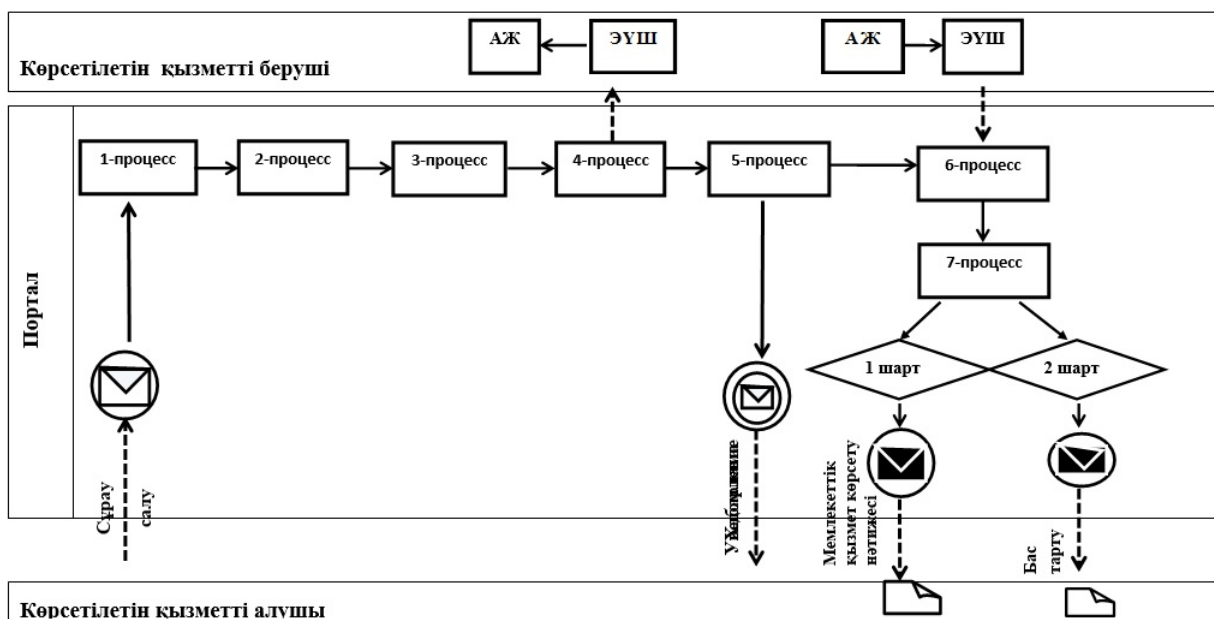 АЖ
ЭҮШ
АЖ
ЭҮШ
Көрсетілетін қызметті беруші
1-процесс
2-процесс
3-процесс
4-процесс
5-процесс
6-процесс
7-процесс
Портал
1 шарт
2 шарт
Сұрау
салу
Мемлекеттік
қызмет көрсету
нәтижесі
Бас
тарту
Көрсетілетін қызметті алушы